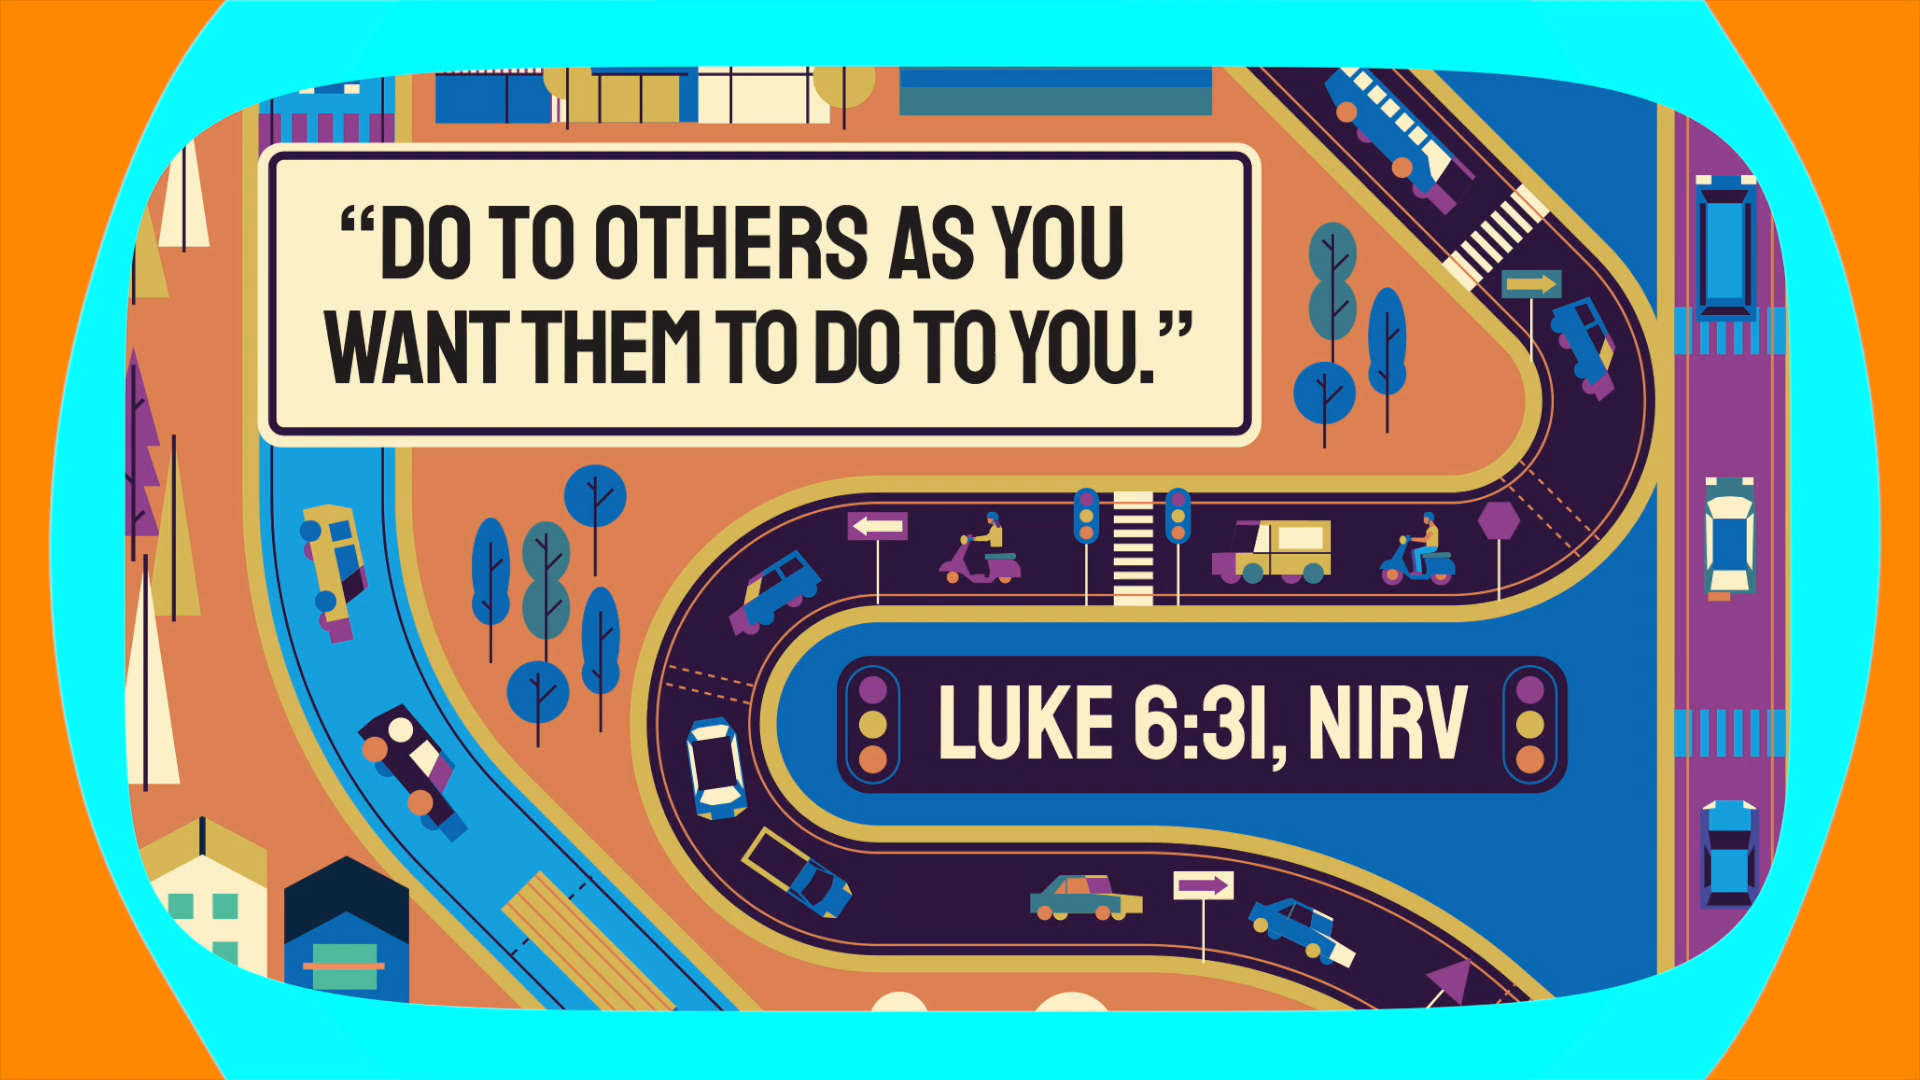 “DO TO OTHERS AS YOU
WANT THEM TO DO TO YOU.”
LUKE 6:31, NIRV